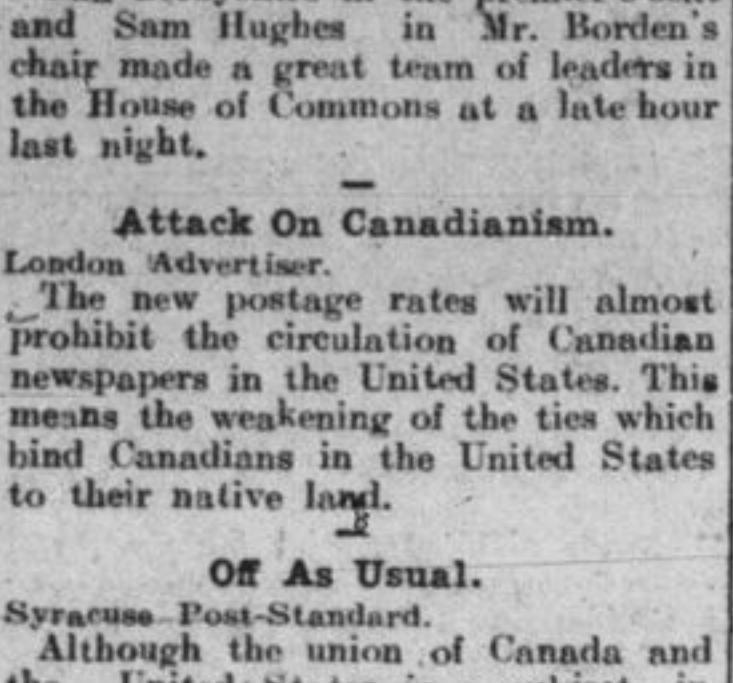 and Sam Hughes in Mr. Borden's
chair made a great team of leaders in
the House of Commons at a late hour
last night.
Attack On Canadianism.
London Advertiser.
The new postage rates will almost
prohibit the circulation of Canadian
newspapers in the United States. This
means the weakening of the ties which
bind Canadians in the United States
to their native land.
Off As Usual.
Syracuse Post-Standard.
Although the union of Canada and